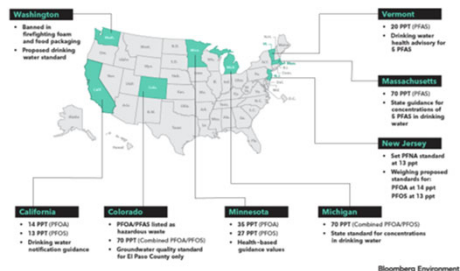 Washington
• Banned in
firefighting foam
and food packaging
• Proposed drinking
water standard
Vermont
• 20 PPT (PFAS)
• Drinking water
health advisory for
5 PFAS
Massachusetts
• 70 PPT (PFAS)
• State guidance for
concentrations of
5 PFAS in drinking
water
New Jersey
• Set PFNA standard
at 13 ppt
• Weighing proposed
standards for:
PFOA at 14 ppt
PFOS at 13 ppt
California
• 14 PPT (PFOA)
• 13 PPT (PFOS)
• Drinking water
notification guidance
Colorado
• PFOA/PFAS listed as
hazardous waste
• 70 PPT (Combined PFOA/PFOS)
• Groundwater quality standard
for El Paso County only
Minnesota
• 35 PPT (PFOA)
• 27 PPT (PFOS)
• Health-based
guidance values
Michigan
• 70 PPT (Combined PFOA/PFOS)
• State standard for concentrations
in drinking water
Bloomberg Environment